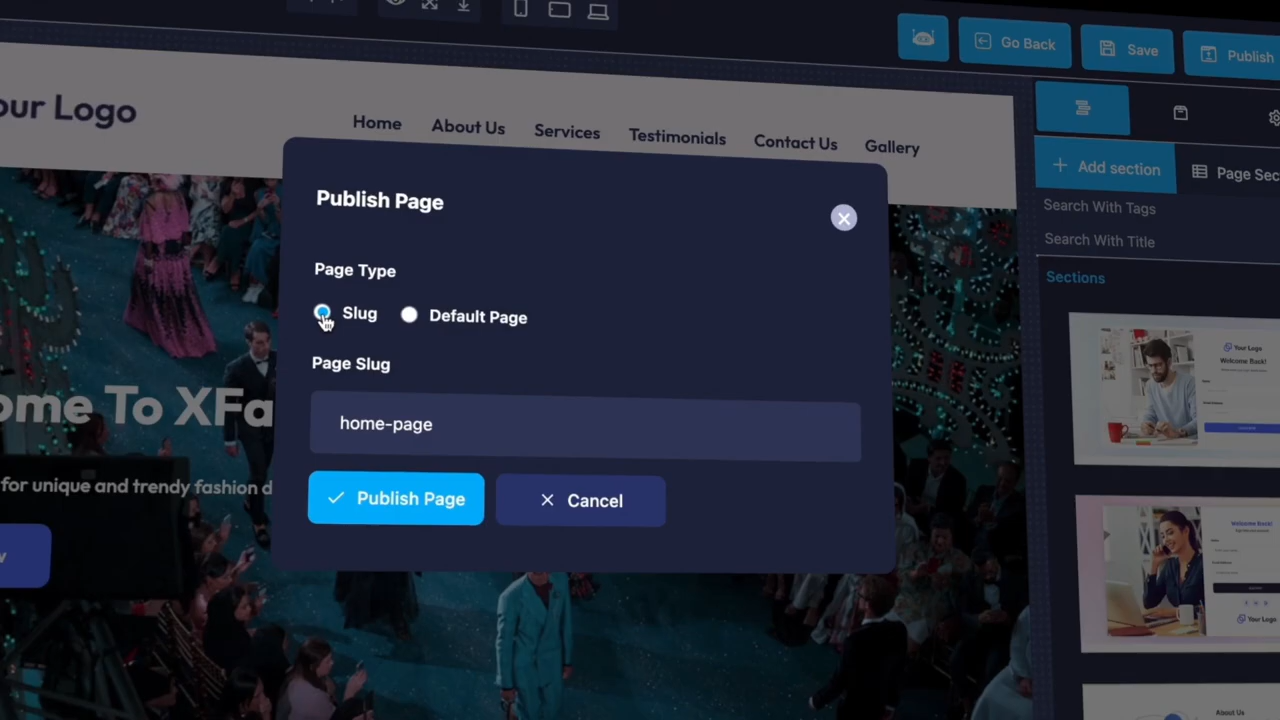 Go Back
Save
Publish
our Logo
Home
About Us
Services
Testimonials
Contact Us
Gallery
Add section
Page Sec
Search With Tags
Search With Title
Sections
Publish Page
Page Type
Slug
Default Page
Page Slug
home-page
Publish Page
Cancel
ome To XFa
for unique and trendy fashion d
Your Logo
Welcome Back!
Welcome Back!
Your Logo
About Us